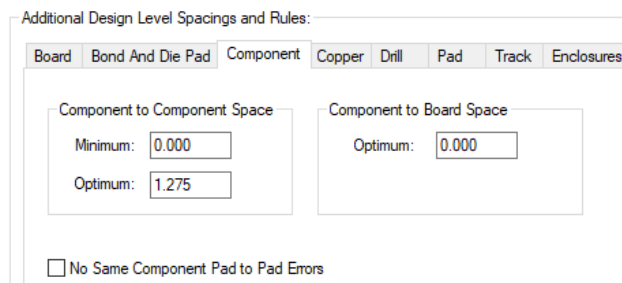 Additional Design Level Spacings and Rules:
Board Bond And Die Pad Component Copper Drill Pad Track Enclosures
Component to Component Space Component to Board Space
Minimum: 0.000 Optimum: 0.000
Optimum: 1.275
No Same Component Pad to Pad Errors